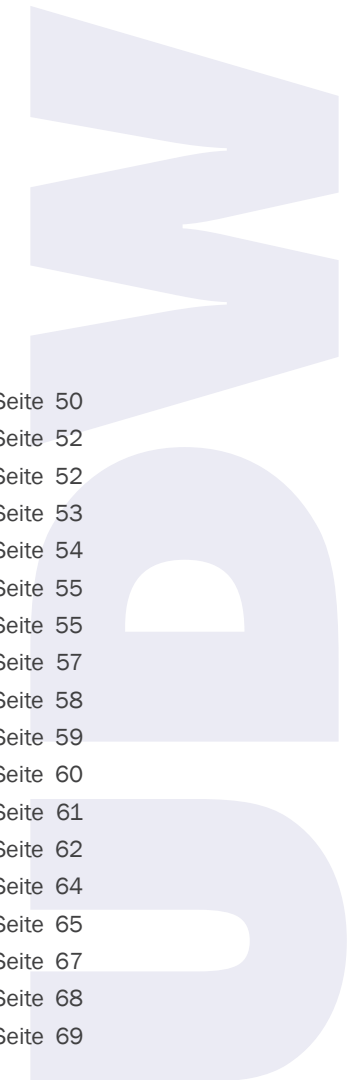 Seite 50
Seite 52
Seite 52
Seite 53
Seite 54
Seite 55
Seite 55
Seite 57
Seite 58
Seite 59
Seite 60
Seite 61
Seite 62
Seite 64
Seite 65
Seite 67
Seite 68
Seite 69
UDW